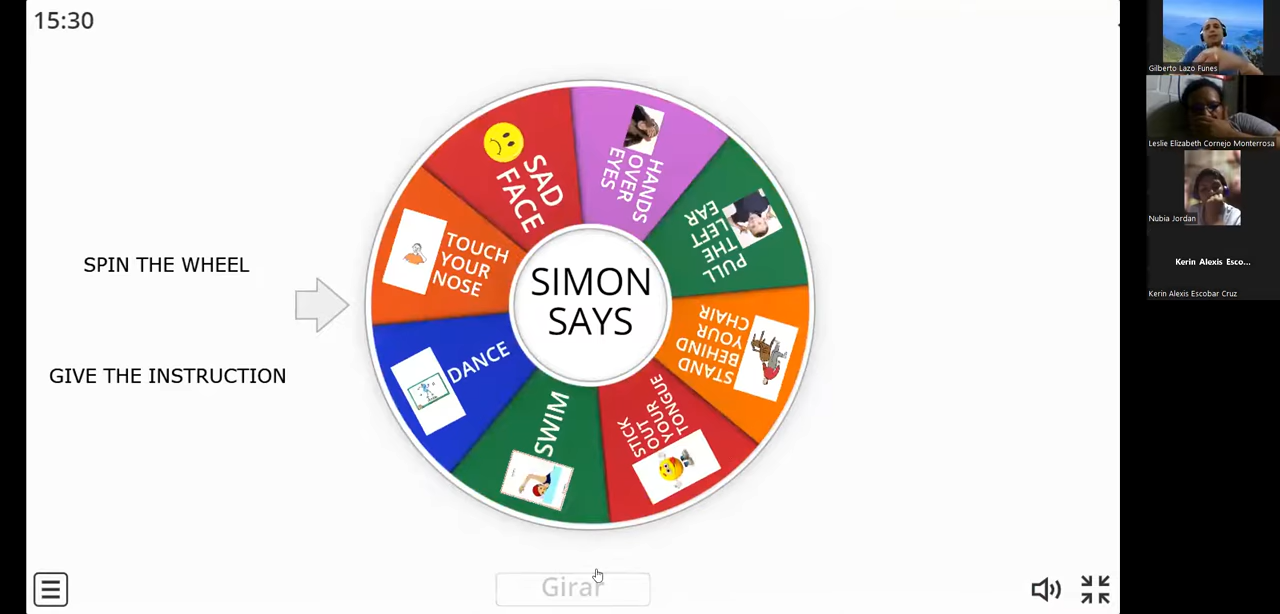 15:30
SPIN THE WHEEL
GIVE THE INSTRUCTION
SIMON
SAYS
SAD
FACE
HANDS
OVER
EYES
PULL
THE
LEFT
EAR
STAND
BEHIND
YOUR
CHAIR
STICK
OUT
YOUR
TONGUE
SWIM
DANCE
TOUCH
YOUR
NOSE
Girar
Gilberto Lazo Funes
Leslie Elizabeth Cornejo Monterrosa
Nubia Jordan
Kerin Alexis Esco...
Kerin Alexis Escobar Cruz